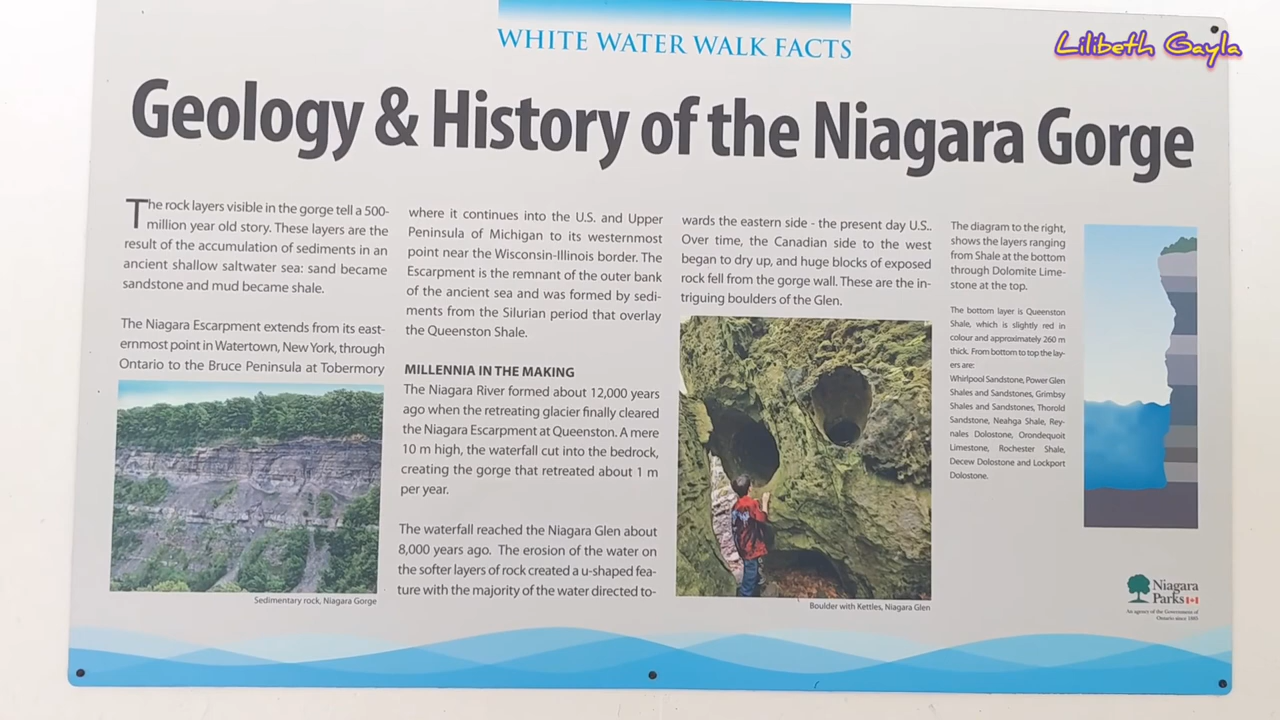 WHITE WATER WALK FACTS
Lilibeth Gayla
Geology & History of the Niagara Gorge
The rock layers visible in the gorge tell a 500-
million year old story. These layers are the
result of the accumulation of sediments in an
ancient shallow saltwater sea: sand became
sandstone and mud became shale.
The Niagara Escarpment extends from its east-
ernmost point in Watertown, New York, through
Ontario to the Bruce Peninsula at Tobermory
Sedimentary rock, Niagara Gorge
where it continues into the U.S. and Upper
Peninsula of Michigan to its westernmost
point near the Wisconsin-Illinois border. The
Escarpment is the remnant of the outer bank
of the ancient sea and was formed by sedi-
ments from the Silurian period that overlay
the Queenston Shale.
MILLENNIA IN THE MAKING
The Niagara River formed about 12,000 years
ago when the retreating glacier finally cleared
the Niagara Escarpment at Queenston. A mere
10 m high, the waterfall cut into the bedrock,
creating the gorge that retreated about 1 m
per year.
The waterfall reached the Niagara Glen about
8,000 years ago. The erosion of the water on
the softer layers of rock created a u-shaped fea-
ture with the majority of the water directed to-
wards the eastern side - the present day U.S..
Over time, the Canadian side to the west
began to dry up, and huge blocks of exposed
rock fell from the gorge wall. These are the in-
triguing boulders of the Glen.
Boulder with Kettles, Niagara Glen
The diagram to the right,
shows the layers ranging
from Shale at the bottom
through Dolomite Lime-
stone at the top.
The bottom layer is Queenston
Shale, which is slightly red in
colour and approximately 260 m
thick. From bottom to top the lay-
ers are:
Whirlpool Sandstone, Power Glen
Shales and Sandstones, Grimsby
Shales and Sandstones, Thorold
Sandstone, Neahga Shale, Rey-
nales Dolostone, Orondequoit
Limestone, Rochester Shale,
Decew Dolostone and Lockport
Dolostone.
Niagara
Parks
An agency of the Government of
Ontario since 1885